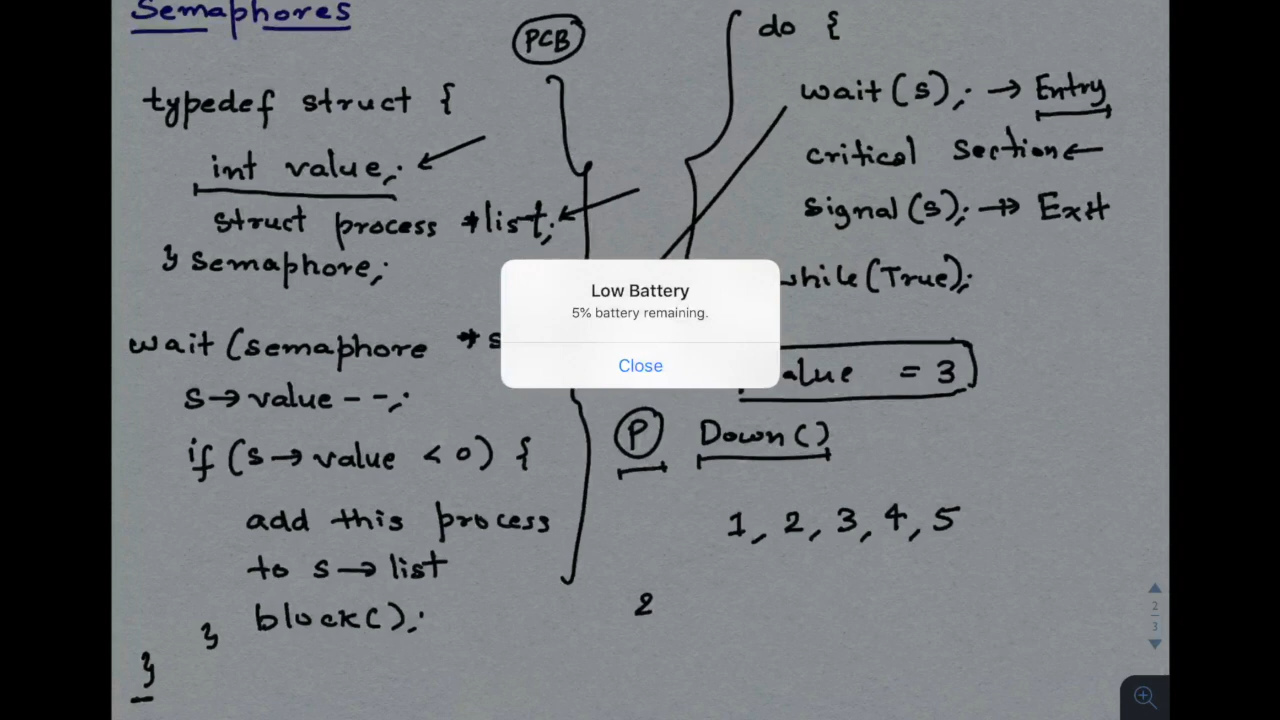 Semaphores
typedef struct {
int value;
struct process *list;
} semaphore;
wait (semaphore *s
s→value--;
if (s→value < 0) {
add this process
to s→list
block();
}
}
PCB
do {
wait(s); → Entry
critical section ←
signal(s); → Exit
while(True);
Low Battery
5% battery remaining.
Close
alue = 3
P Down()
1, 2, 3, 4, 5
2
2
3